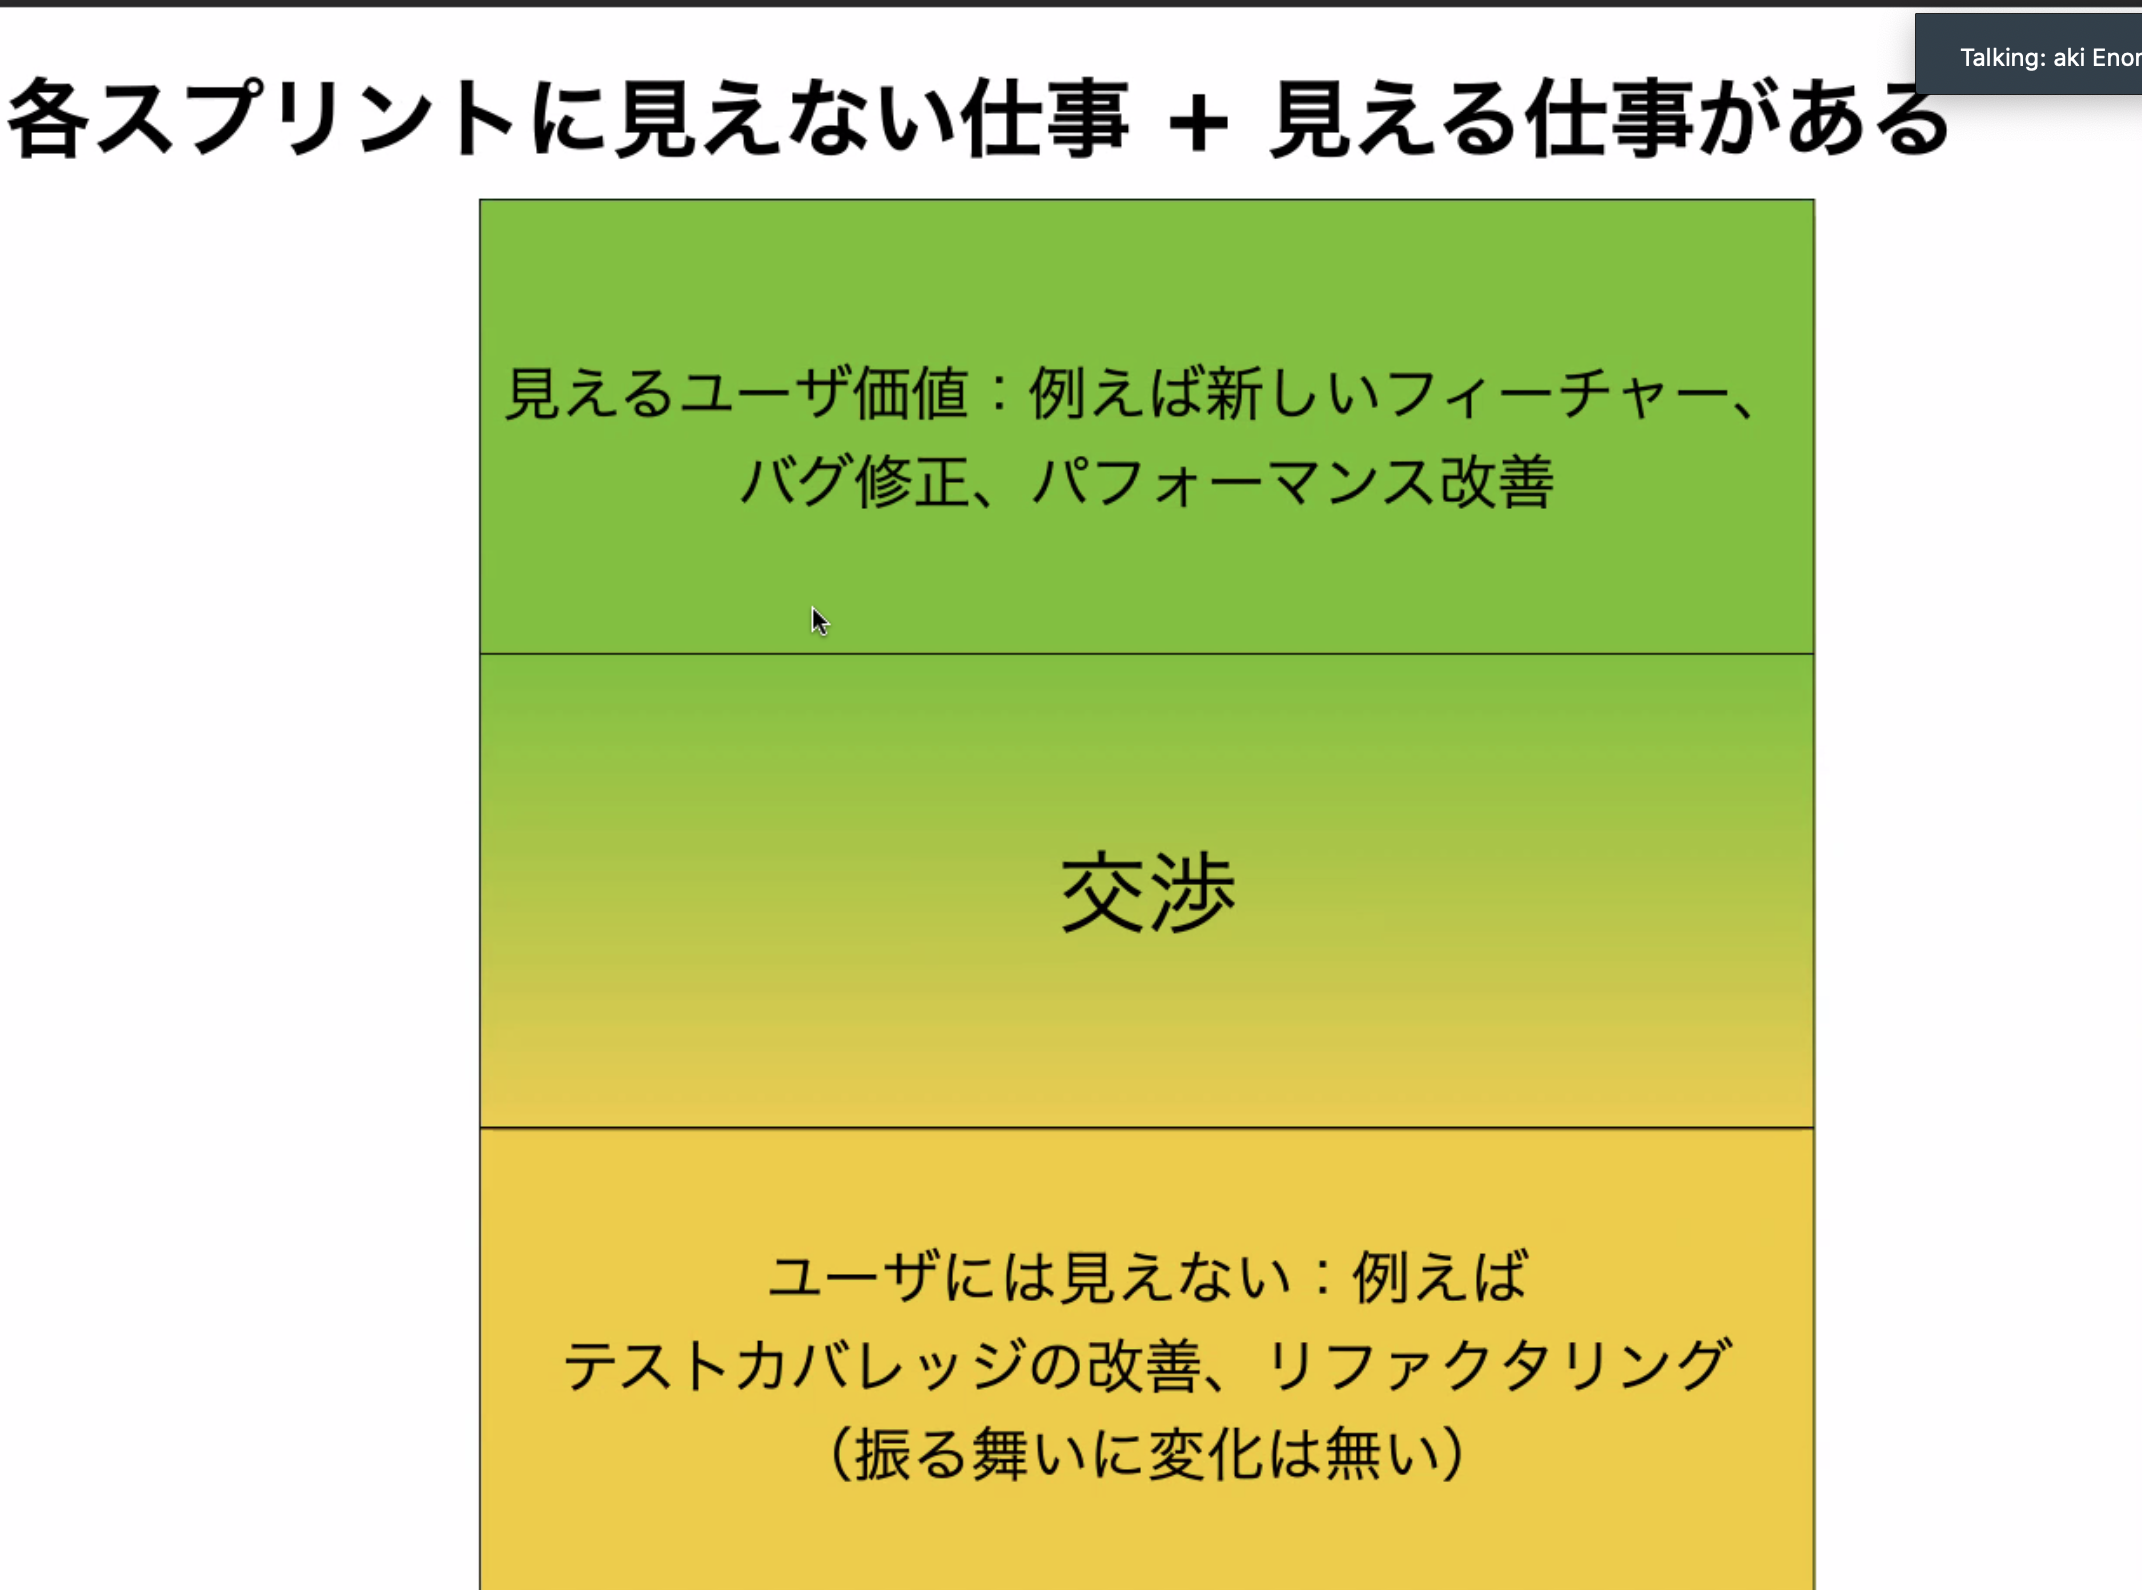 Talking: aki Enor
各スプリントに見えない仕事 + 見える仕事がある
見えるユーザ価値：例えば新しいフィーチャー、
バグ修正、パフォーマンス改善
交渉
ユーザには見えない：例えば
テストカバレッジの改善、リファクタリング
（振る舞いに変化は無い）